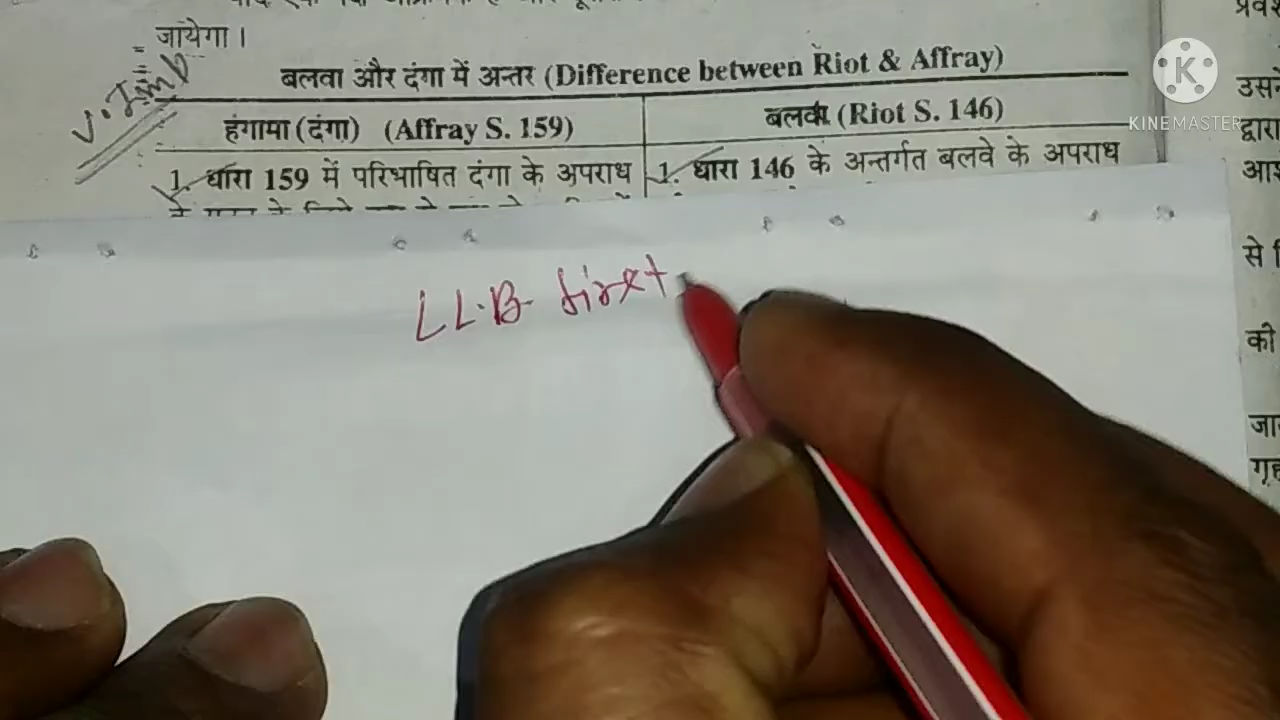 जायेगा।
V. Imp
बलवा और दंगा में अन्तर (Difference between Riot & Affray)
हंगामा (दंगा) (Affray S. 159)
बलवा (Riot S. 146)
1. धारा 159 में परिभाषित दंगा के अपराध
1. धारा 146 के अन्तर्गत बलवे के अपराध
L L.B first
K
KINEMASTER
उसने
द्वारा
से
की